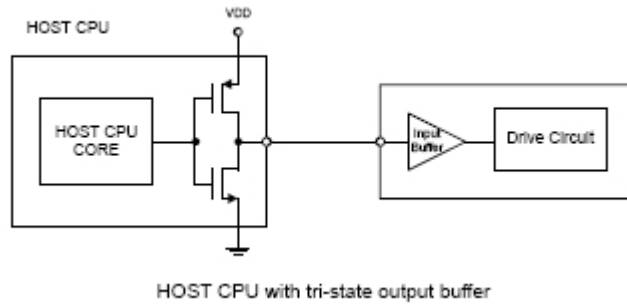 VDD
HOST CPU
HOST CPU
CORE
Input
Buffer
Drive Circuit
HOST CPU with tri-state output buffer